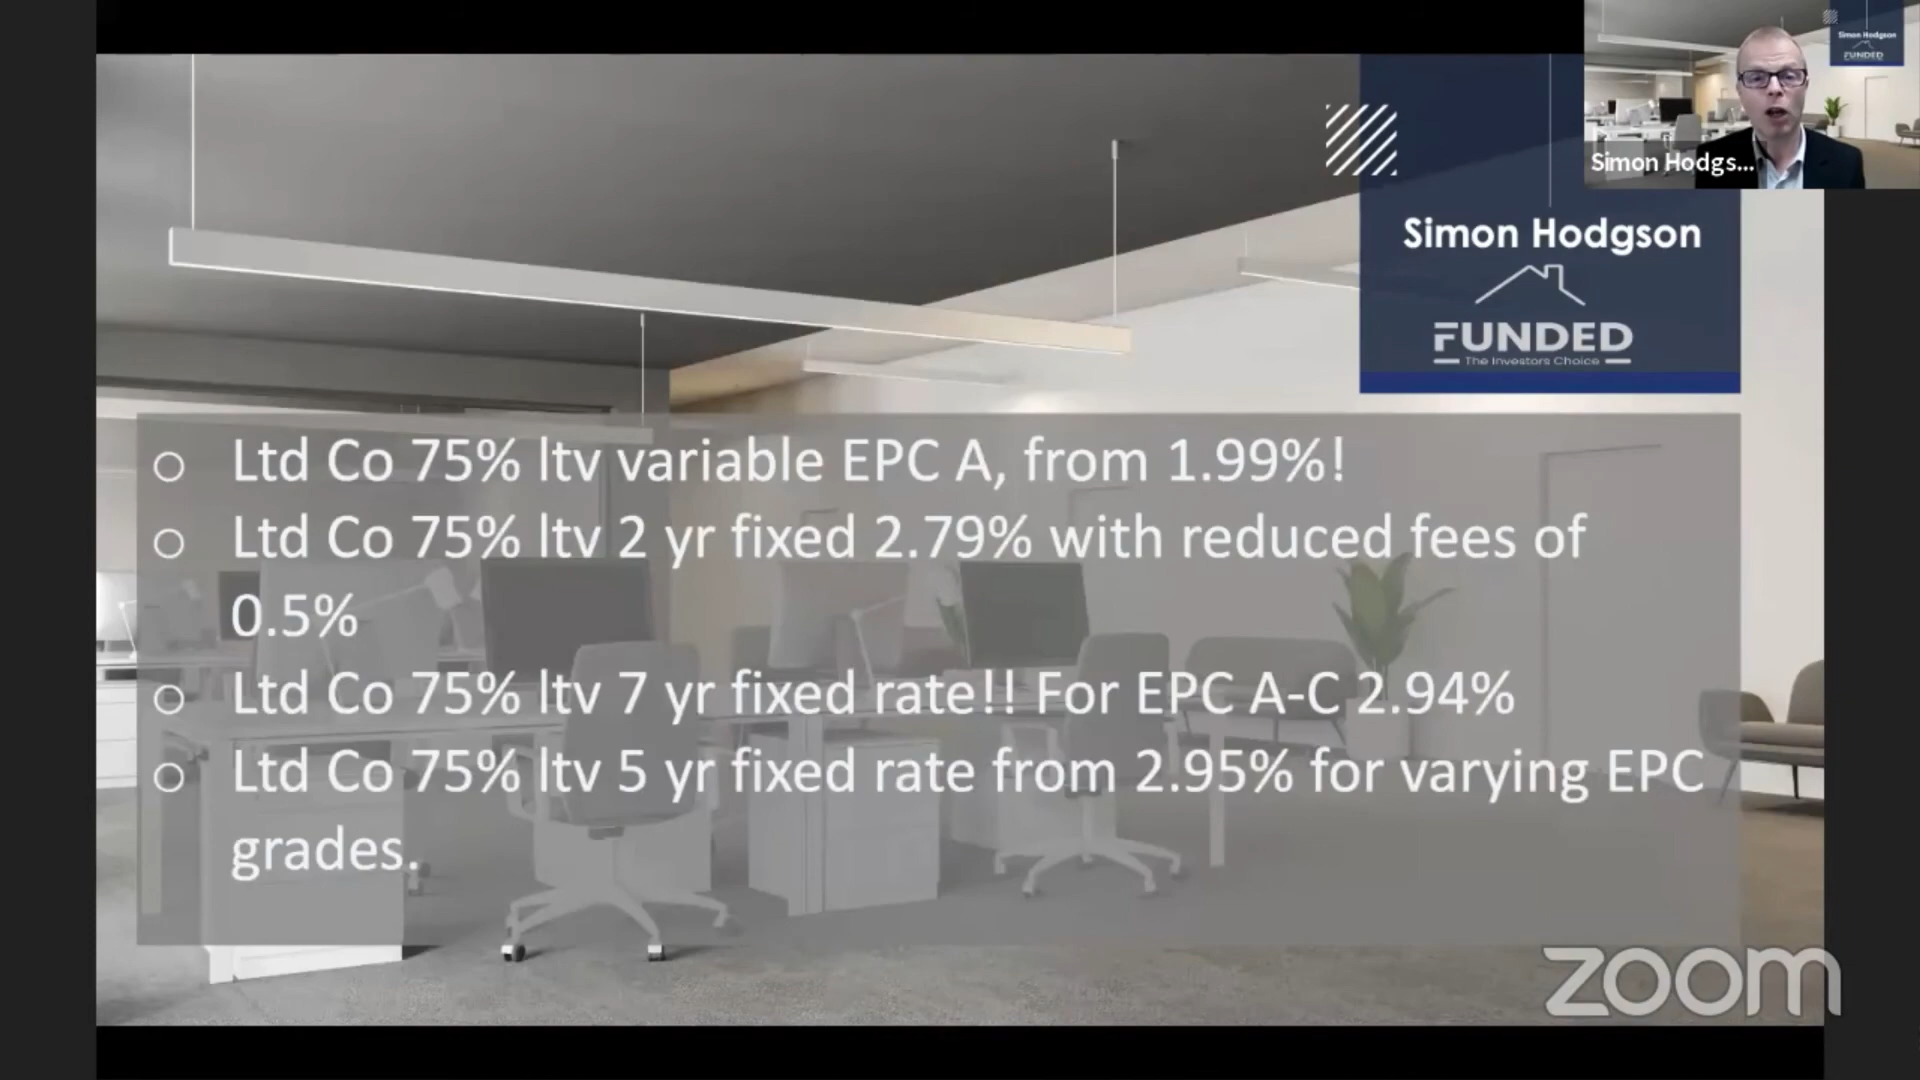 Simon Hodgson
FUNDED
Simon Hodgs...
Simon Hodgson
FUNDED
The Investors Choice
Ltd Co 75% ltv variable EPC A, from 1.99%!
Ltd Co 75% ltv 2 yr fixed 2.79% with reduced fees of
0.5%
Ltd Co 75% ltv 7 yr fixed rate!! For EPC A-C 2.94%
Ltd Co 75% ltv 5 yr fixed rate from 2.95% for varying EPC
grades.
zoom